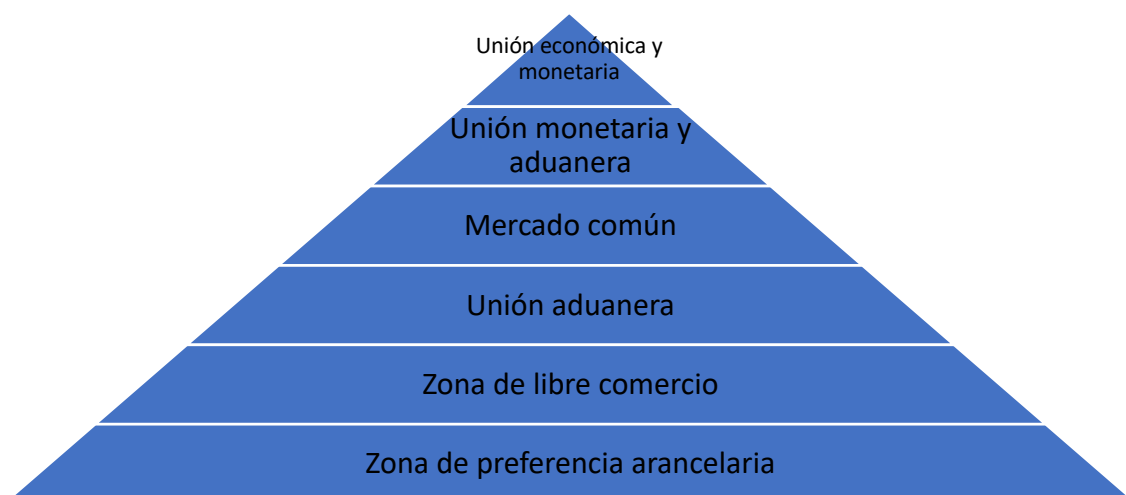 Unión económica y
monetaria
Unión monetaria y
aduanera
Mercado común
Unión aduanera
Zona de libre comercio
Zona de preferencia arancelaria